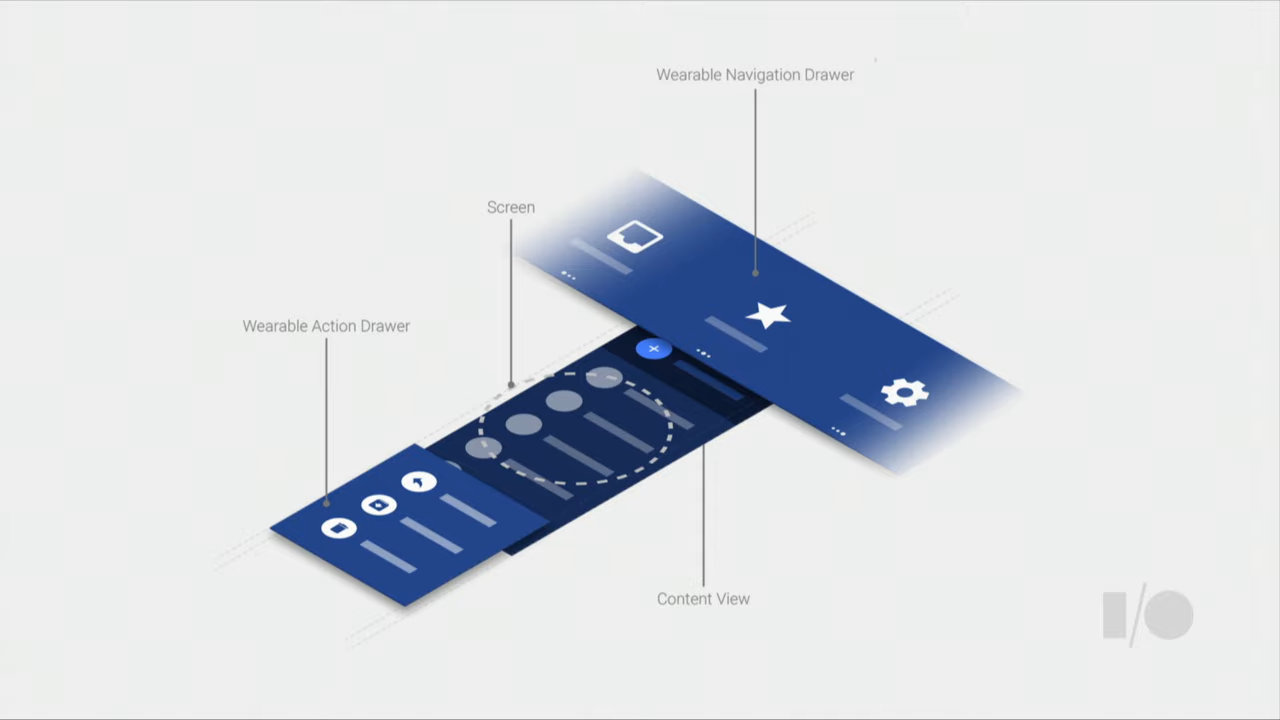 Wearable Navigation Drawer
Screen
Wearable Action Drawer
Content View
I/O